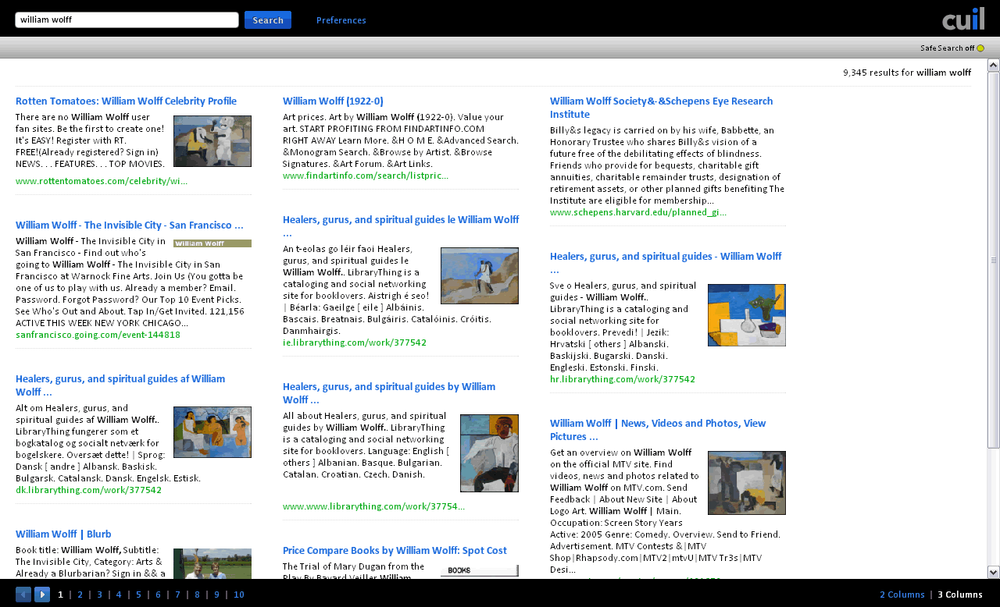 william wolff
Search
Preferences
cuil
Safe Search off
9,345 results for william wolff
Rotten Tomatoes: William Wolff Celebrity Profile
There are no William Wolff user
fan sites. Be the first to create one!
It's EASY! Register with RT.
FREE!(Already registered? Sign in)
NEWS. . . FEATURES. . . TOP MOVIES.
www.rottentomatoes.com/celebrity/wi...
William Wolff - The Invisible City - San Francisco ...
William Wolff - The Invisible City in
San Francisco - Find out who's
going to William Wolff - The Invisible City in San
Francisco at Warnock Fine Arts. Join Us (You gotta be
one of us to play with us. Already a member? Email.
Password. Forgot Password? Our Top 10 Event Picks.
See Who's Out and About. Tap In/Get Invited. 121,156
ACTIVE THIS WEEK NEW YORK CHICAGO...
William Wolff
sanfrancisco.going.com/event-144818
Healers, gurus, and spiritual guides af William
Wolff ...
Alt om Healers, gurus, and
spiritual guides af William Wolff..
LibraryThing fungerer som et
bogkatalog og socialt netværk for
bogelskere. Oversæt dette! | Sprog:
Dansk [ andre ] Albansk. Baskisk.
Bulgarsk. Catalansk. Dansk. Engelsk. Estisk.
dk.librarything.com/work/377542
William Wolff | Blurb
Book title: William Wolff, Subtitle:
The Invisible City, Category: Arts &
Already a Blurbarian? Sign in && a
William Wolff (1922-0)
Art prices. Art by William Wolff (1922-0). Value your
art. START PROFITING FROM FINDARTINFO.COM
RIGHT AWAY Learn More. &H O M E. &Advanced Search.
&Monogram Search. &Browse by Artist. &Browse
Signatures. &Art Forum. &Art Links.
www.findartinfo.com/search/listpric...
Healers, gurus, and spiritual guides le William Wolff
...
An t-eolas go léir faoi Healers,
gurus, and spiritual guides le
William Wolff.. LibraryThing is a
cataloging and social networking
site for booklovers. Aistrigh é seo!
| Béarla: Gaeilge [ eile ] Albáinis.
Bascais. Breatnais. Bulgáiris. Catalóinis. Cróitis.
Danmhairgis.
ie.librarything.com/work/377542
Healers, gurus, and spiritual guides by William
Wolff ...
All about Healers, gurus, and spiritual
guides by William Wolff.. LibraryThing
is a cataloging and social networking
site for booklovers. Language: English [
others ] Albanian. Basque. Bulgarian.
Catalan. Croatian. Czech. Danish.
www.www.librarything.com/work/37754...
Price Compare Books by William Wolff: Spot Cost
The Trial of Mary Dugan from the
Play By Bayard Veiller William
BOOKS
William Wolff Society&-&Schepens Eye Research
Institute
Billy&s legacy is carried on by his wife, Babbette, an
Honorary Trustee who shares Billy&s vision of a
future free of the debilitating effects of blindness.
Friends who provide for bequests, charitable gift
annuities, charitable remainder trusts, designation of
retirement assets, or other planned gifts benefiting The
Institute are eligible for membership...
www.schepens.harvard.edu/planned_gi...
Healers, gurus, and spiritual guides - William Wolff
...
Sve o Healers, gurus, and spiritual
guides - William Wolff..
LibraryThing is a cataloging and
social networking site for
booklovers. Prevedi! | Jezik:
Hrvatski [ others ] Albanski.
Baskijski. Bugarski. Danski.
Engleski. Estonski. Finski.
hr.librarything.com/work/377542
William Wolff | News, Videos and Photos, View
Pictures ...
Get an overview on William Wolff
on the official MTV site. Find
videos, news and photos related to
William Wolff on MTV.com. Send
Feedback | About New Site | About
Logo Art. William Wolff | Main.
Occupation: Screen Story Years
Active: 2005 Genre: Comedy. Overview. Send to Friend.
Advertisement. MTV Contests &|MTV
Shop|Rhapsody.com|MTV2|mtvU|MTV Tr3s|MTV
Desi...
1 | 2 | 3 | 4 | 5 | 6 | 7 | 8 | 9 | 10
2 Columns | 3 Columns